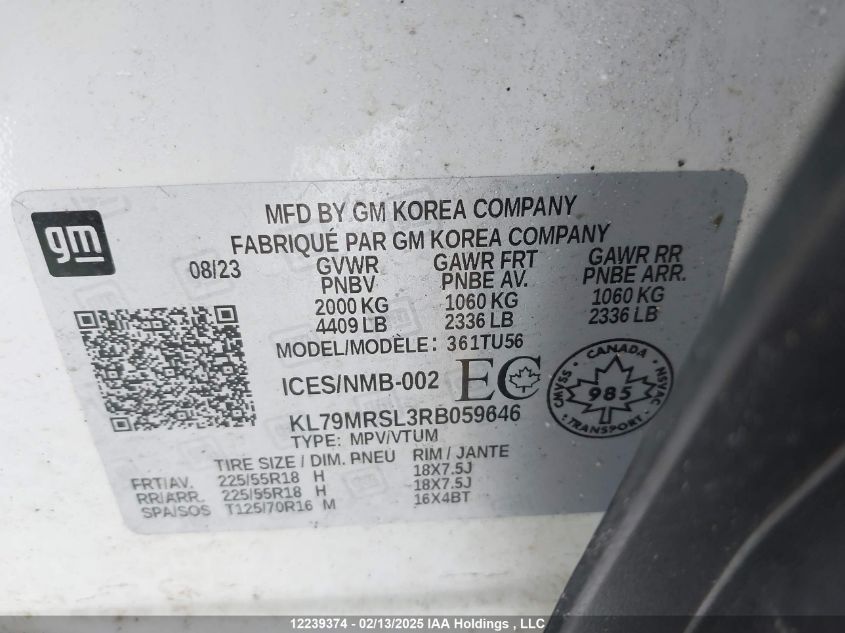 gm
MFD BY GM KOREA COMPANY
FABRIQUÉ PAR GM KOREA COMPANY
08/23 GVWR GAWR FRT GAWR RR
PNBV PNBE AV. PNBE ARR.
2000 KG 1060 KG 1060 KG
4409 LB 2336 LB 2336 LB
MODEL/MODÈLE: 361TU56
ICES/NMB-002 EC
CANADA
CMVSS 985 NSVAC
TRANSPORT
KL79MRSL3RB059646
TYPE: MPV/VTUM
TIRE SIZE / DIM. PNEU RIM / JANTE
FRT/AV. 225/55R18 H 18X7.5J
RR/ARR. 225/55R18 H 18X7.5J
SPA/SOS T125/70R16 M 16X4BT
12239374 - 02/13/2025 IAA Holdings , LLC